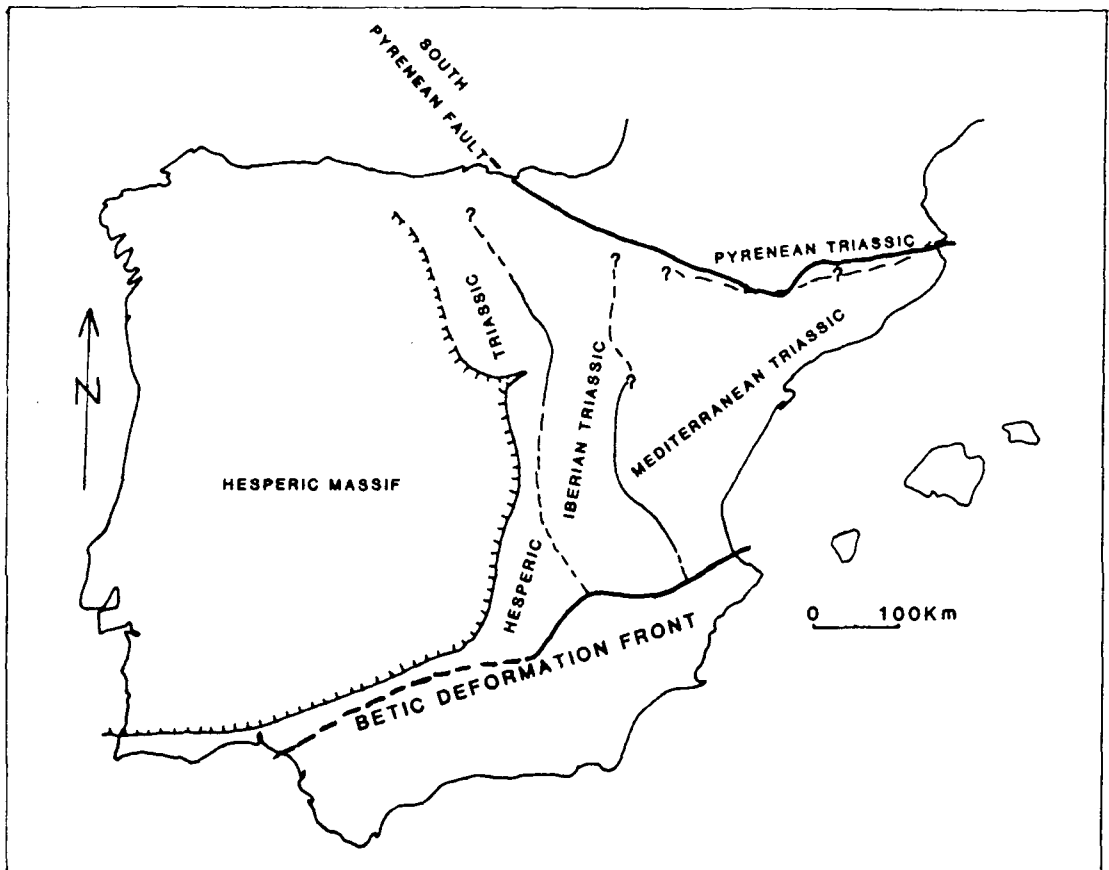 SOUTH
PYRENEAN FAULT
PYRENEAN TRIASSIC
?
?
?
?
?
TRIASSIC
HESPERIC
IBERIAN TRIASSIC
MEDITERRANEAN TRIASSIC
N
HESPERIC MASSIF
0 100Km
BETIC DEFORMATION FRONT